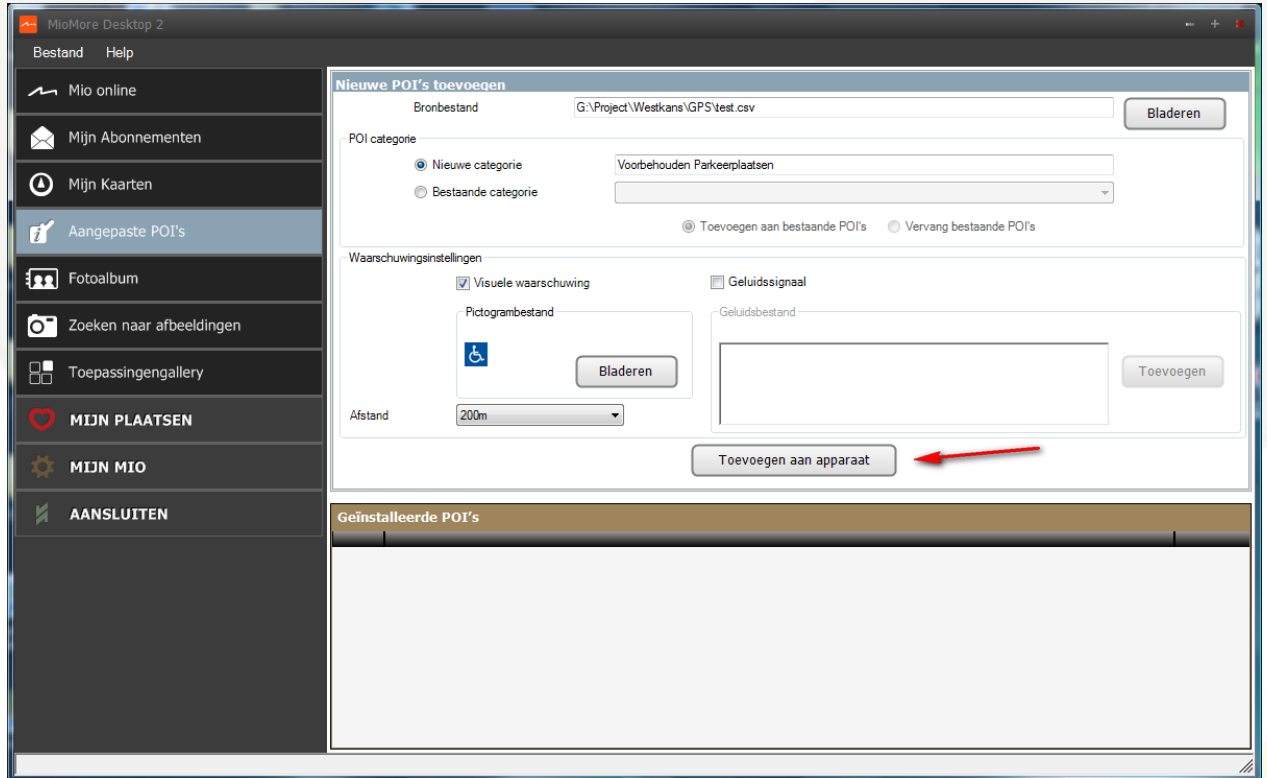 MioMore Desktop 2
Bestand Help
Mio online
Mijn Abonnementen
Mijn Kaarten
Aangepaste POI's
Fotoalbum
Zoeken naar afbeeldingen
Toepassingengallery
MIJN PLAATSEN
MIJN MIO
AANSLUITEN
Nieuwe POI's toevoegen
Bronbestand G:\Project\Westkans\GPS\test.csv Bladeren
POI categorie
Nieuwe categorie Voorbehouden Parkeerplaatsen
Bestaande categorie
Toevoegen aan bestaande POI's Vervang bestaande POI's
Waarschuwingsinstellingen
Visuele waarschuwing Geluidssignaal
Pictogrambestand Geluidsbestand
Bladeren Toevoegen
Afstand 200m
Toevoegen aan apparaat
Geïnstalleerde POI's